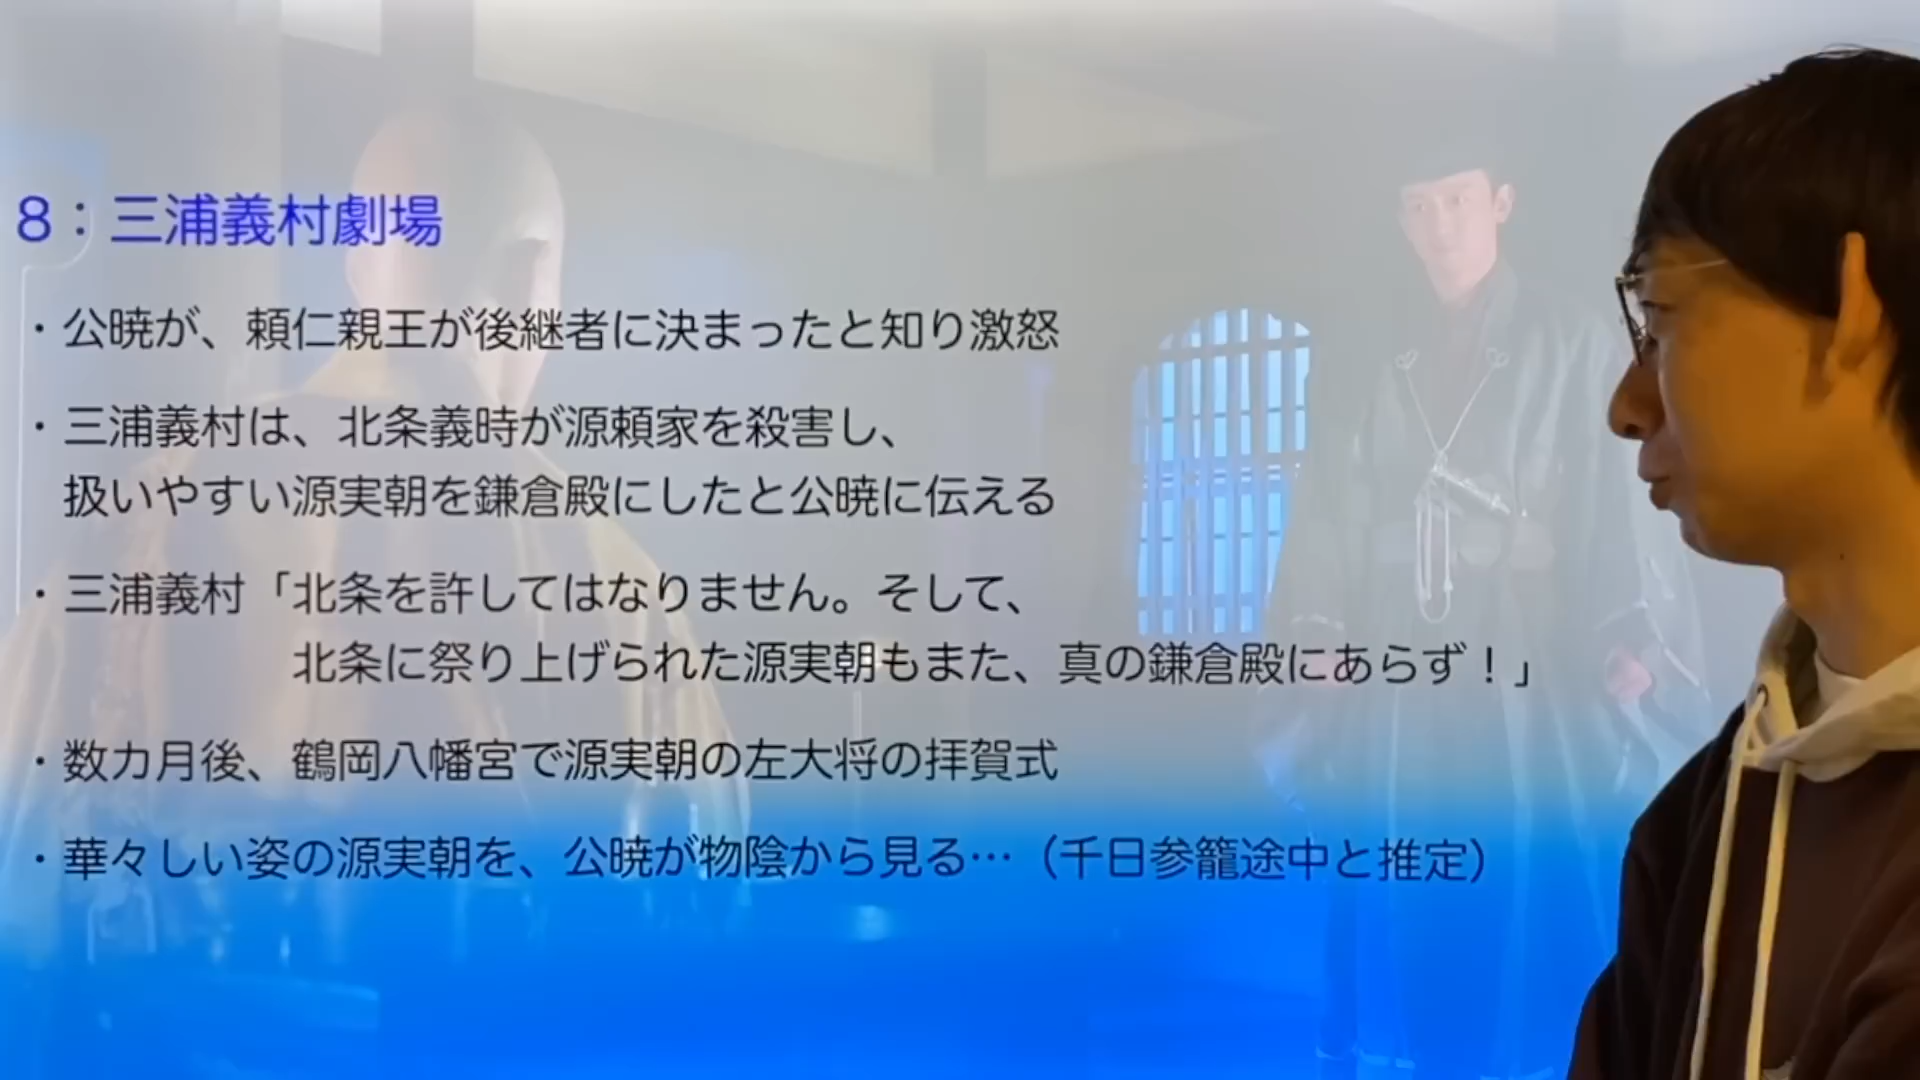 8：三浦義村劇場
・公暁が、頼仁親王が後継者に決まったと知り激怒
・三浦義村は、北条義時が源頼家を殺害し、
扱いやすい源実朝を鎌倉殿にしたと公暁に伝える
・三浦義村「北条を許してはなりません。そして、
北条に祭り上げられた源実朝もまた、真の鎌倉殿にあらず！」
・数カ月後、鶴岡八幡宮で源実朝の左大将の拝賀式
・華々しい姿の源実朝を、公暁が物陰から見る…（千日参籠途中と推定）